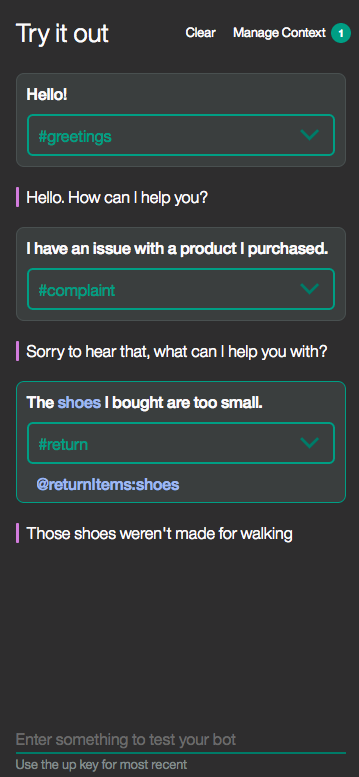 Try it out
Clear
Manage Context 1
Hello!
#greetings
Hello. How can I help you?
I have an issue with a product I purchased.
#complaint
Sorry to hear that, what can I help you with?
The shoes I bought are too small.
#return
@returnItems:shoes
Those shoes weren't made for walking
Enter something to test your bot
Use the up key for most recent